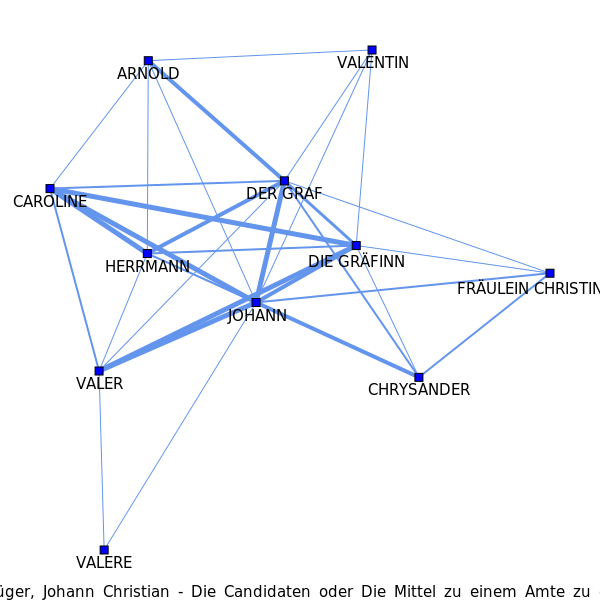 VALENTIN
ARNOLD
DER GRAF
CAROLINE
DIE GRÄFINN
HERRMANN
FRÄULEIN CHRISTIN
JOHANN
VALER
CHRYSANDER
VALERE
üger, Johann Christian - Die Candidaten oder Die Mittel zu einem Amte zu